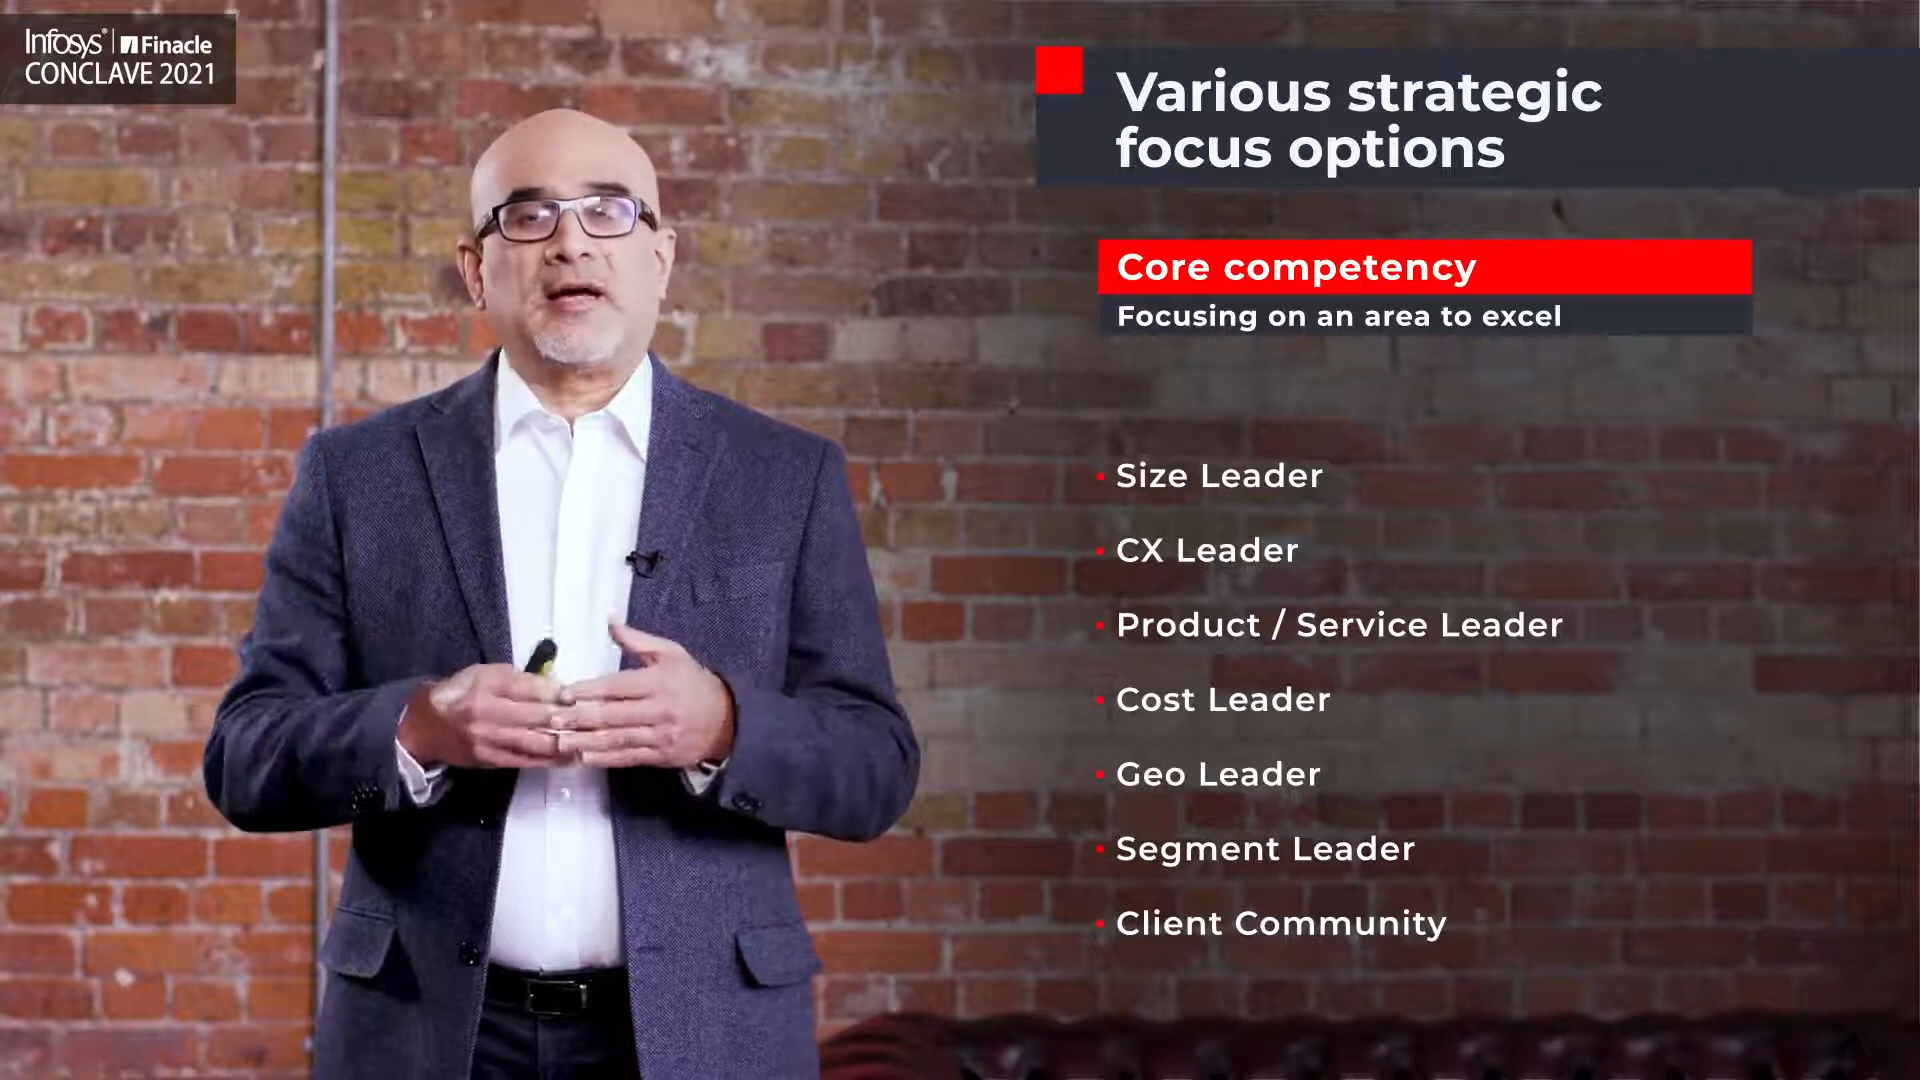 Infosys® | Finacle
CONCLAVE 2021
Various strategic
focus options
Core competency
Focusing on an area to excel
• Size Leader
• CX Leader
• Product / Service Leader
• Cost Leader
• Geo Leader
• Segment Leader
• Client Community